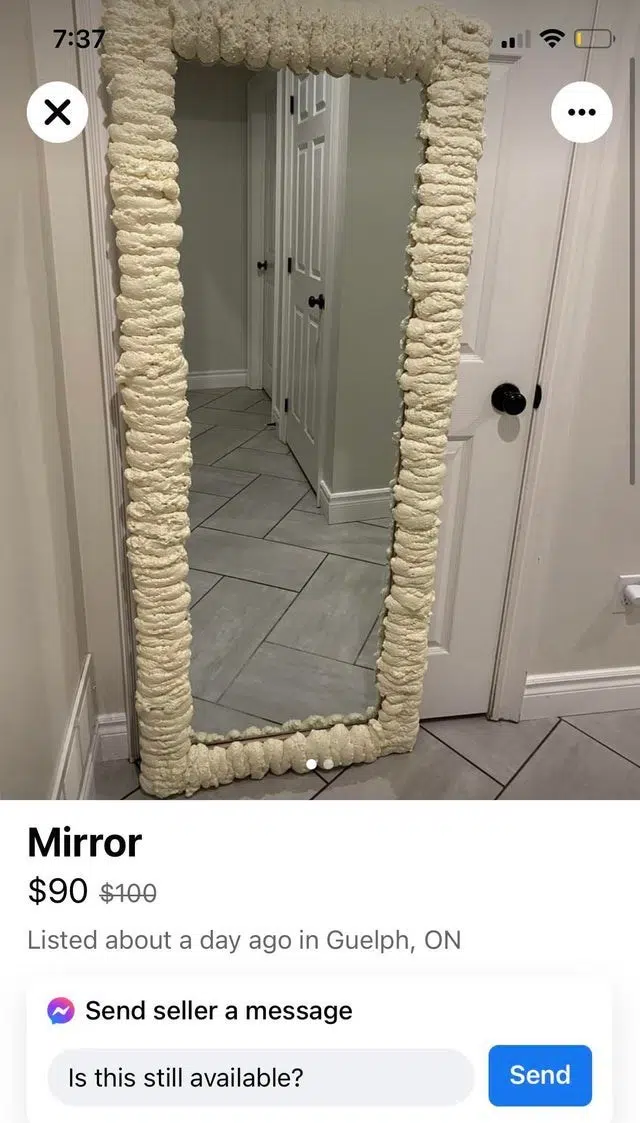 7:37
Mirror
$90 $100
Listed about a day ago in Guelph, ON
Send seller a message
Is this still available?
Send